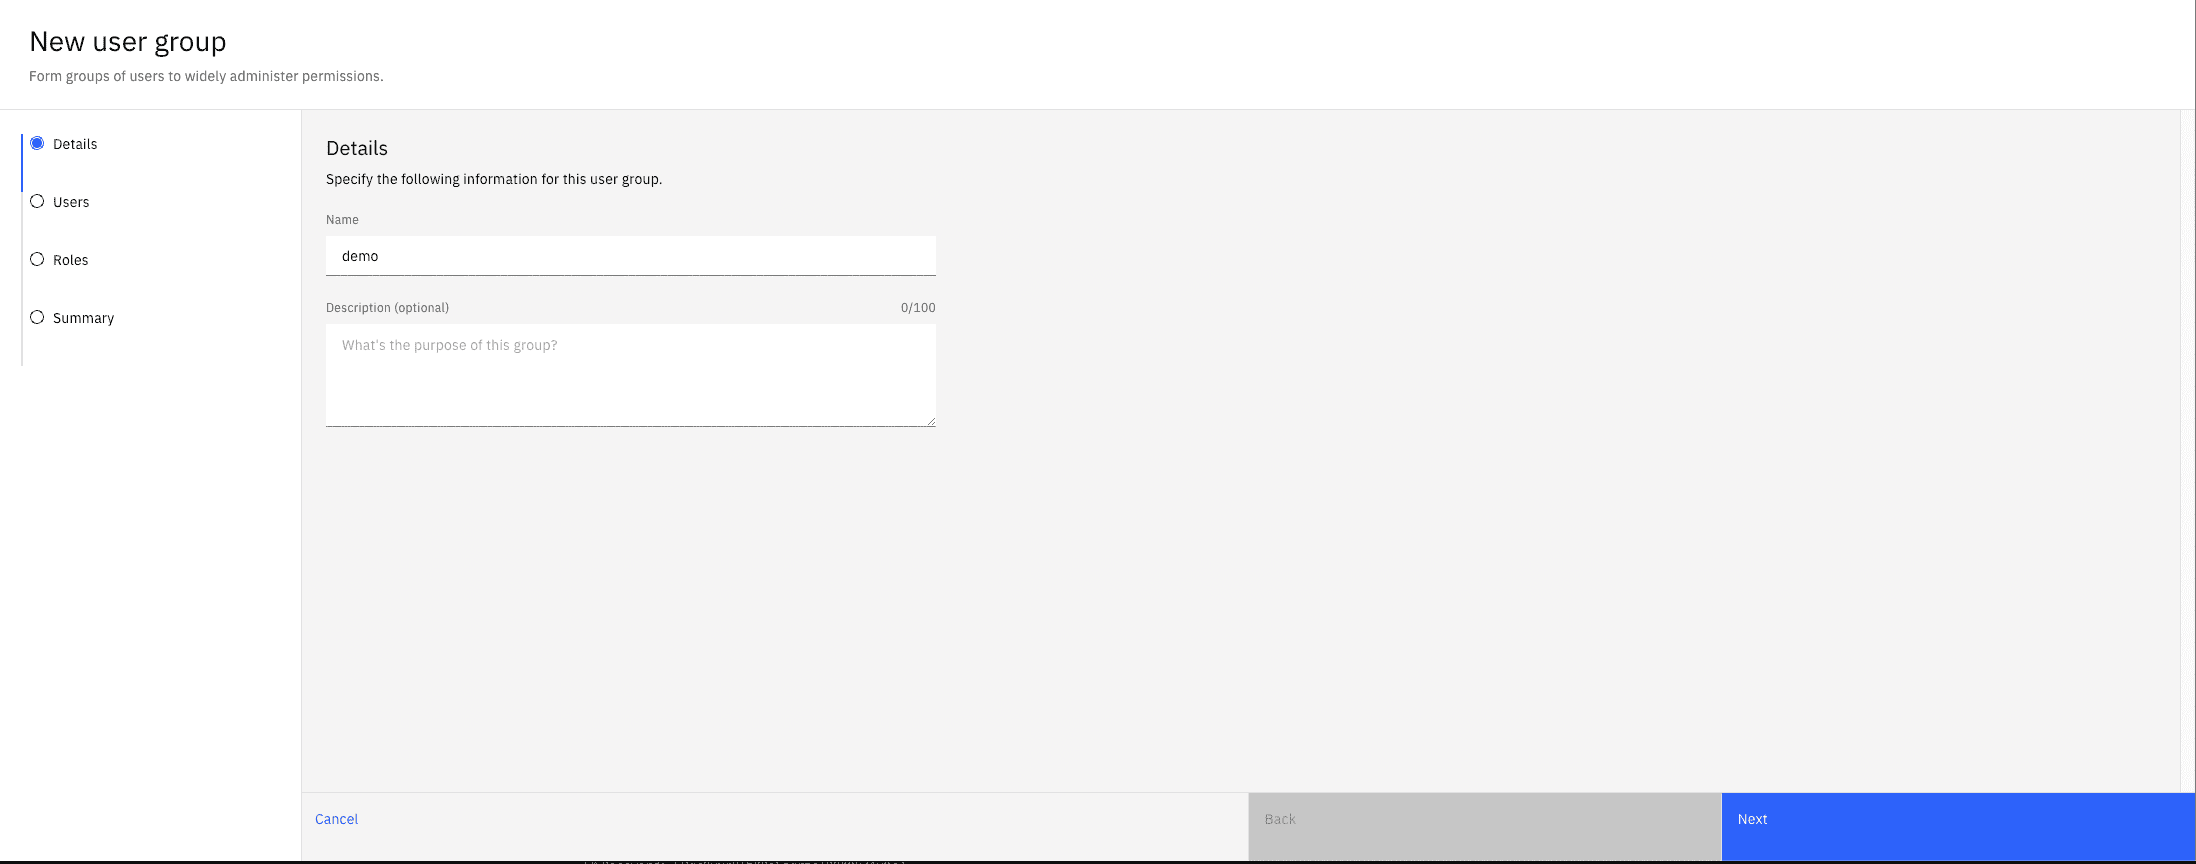 New user group
Form groups of users to widely administer permissions.
Details
Users
Roles
Summary
Details
Specify the following information for this user group.
Name
demo
Description (optional) 0/100
What's the purpose of this group?
Cancel
Back
Next